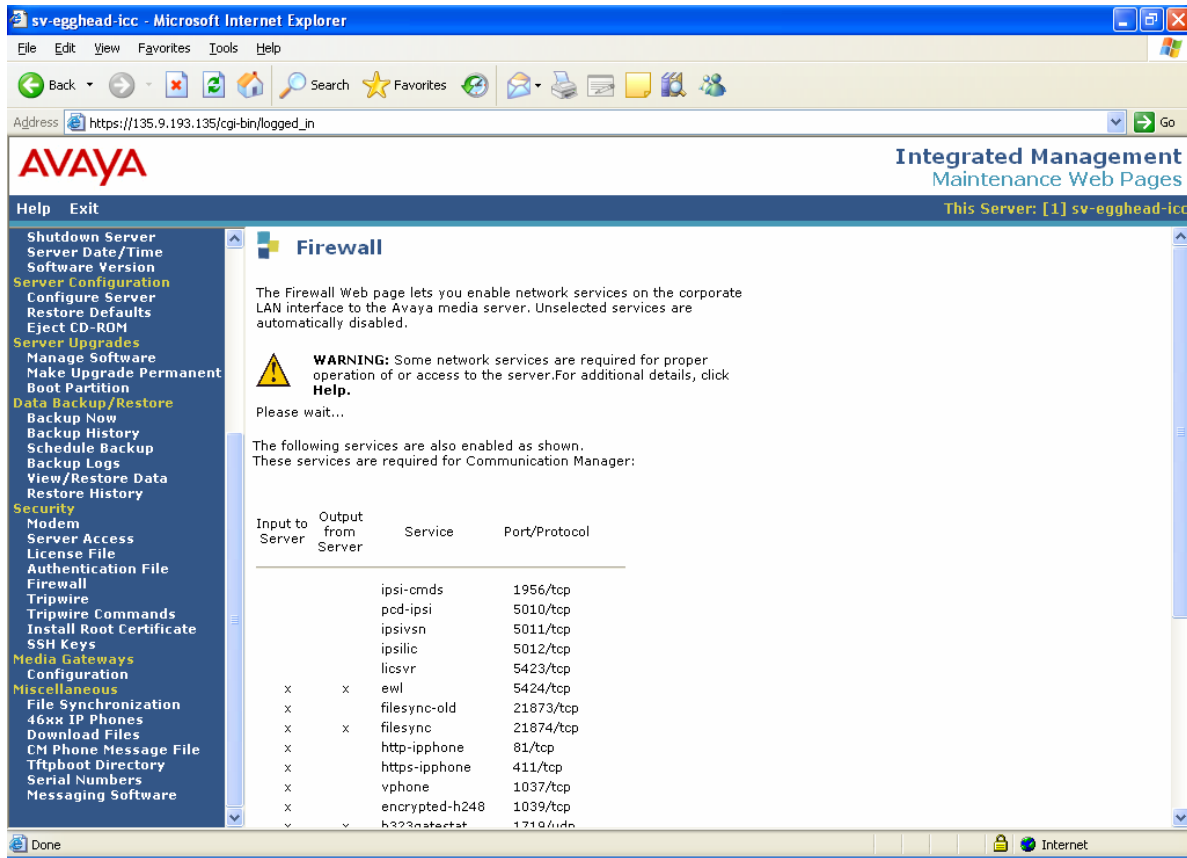 sv-egghead-icc - Microsoft Internet Explorer
File Edit View Favorites Tools Help
Back Search Favorites
Address https://135.9.193.135/cgi-bin/logged_in Go
AVAYA
Integrated Management
Maintenance Web Pages
Help Exit
This Server: [1] sv-egghead-icc
Shutdown Server
Server Date/Time
Software Version
Server Configuration
Configure Server
Restore Defaults
Eject CD-ROM
Server Upgrades
Manage Software
Make Upgrade Permanent
Boot Partition
Data Backup/Restore
Backup Now
Backup History
Schedule Backup
Backup Logs
View/Restore Data
Restore History
Security
Modem
Server Access
License File
Authentication File
Firewall
Tripwire
Tripwire Commands
Install Root Certificate
SSH Keys
Media Gateways
Configuration
Miscellaneous
File Synchronization
46xx IP Phones
Download Files
CM Phone Message File
Tftpboot Directory
Serial Numbers
Messaging Software
Firewall
The Firewall Web page lets you enable network services on the corporate
LAN interface to the Avaya media server. Unselected services are
automatically disabled.
WARNING: Some network services are required for proper
operation of or access to the server.For additional details, click
Help.
Please wait...
The following services are also enabled as shown.
These services are required for Communication Manager:
Input to Server Output from Server Service Port/Protocol
ipsi-cmds 1956/tcp
pcd-ipsi 5010/tcp
ipsivsn 5011/tcp
ipsilic 5012/tcp
licsvr 5423/tcp
x x ewl 5424/tcp
x filesync-old 21873/tcp
x x filesync 21874/tcp
x http-ipphone 81/tcp
x https-ipphone 411/tcp
x vphone 1037/tcp
x encrypted-h248 1039/tcp
x x h323gatestat 1719/udp
Done
Internet